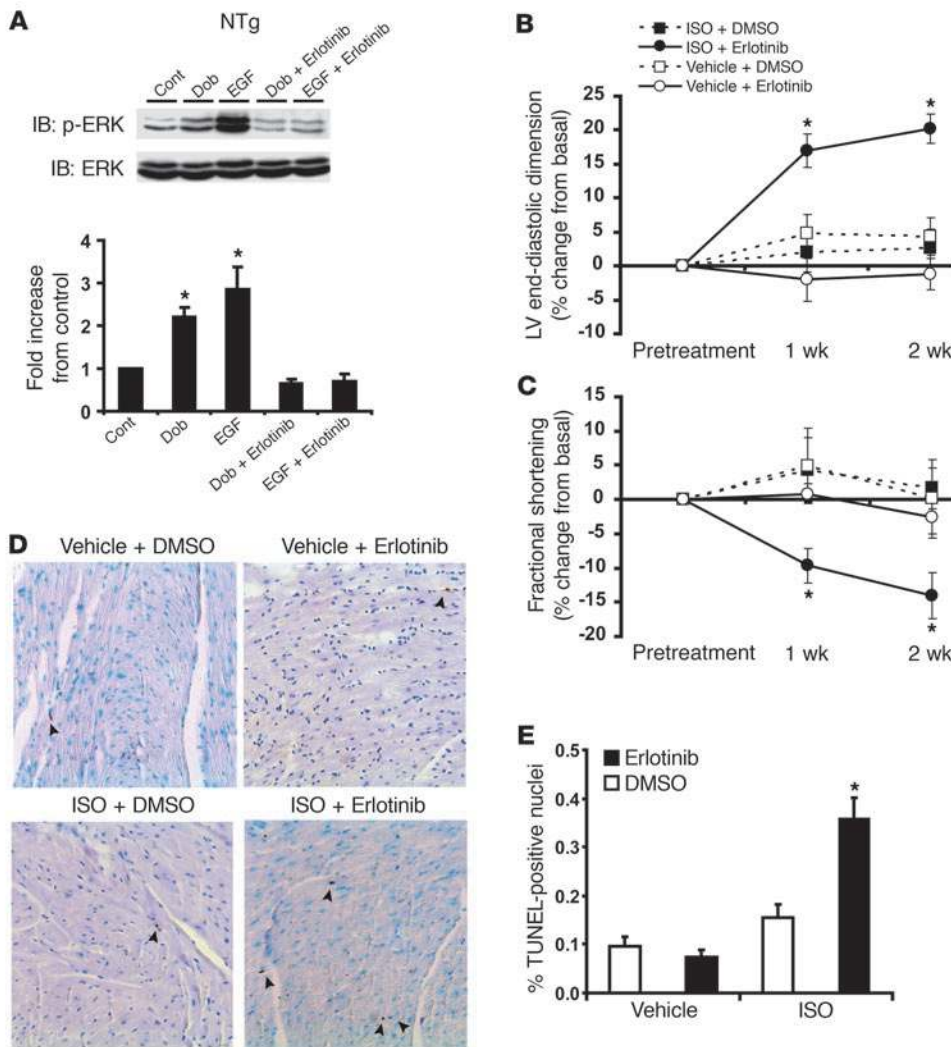 A
NTg
Cont
Dob
EGF
Dob + Erlotinib
EGF + Erlotinib
IB: p-ERK
IB: ERK
Fold increase
from control
4
3
2
1
0
Cont
Dob
EGF
Dob + Erlotinib
EGF + Erlotinib
*
*
B
ISO + DMSO
ISO + Erlotinib
Vehicle + DMSO
Vehicle + Erlotinib
LV end-diastolic dimension
(% change from basal)
25
20
15
10
5
0
-5
-10
*
*
Pretreatment 1 wk 2 wk
C
Fractional shortening
(% change from basal)
15
10
5
0
-5
-10
-15
-20
*
*
Pretreatment 1 wk 2 wk
D
Vehicle + DMSO
Vehicle + Erlotinib
ISO + DMSO
ISO + Erlotinib
E
Erlotinib
DMSO
% TUNEL-positive nuclei
0.5
0.4
0.3
0.2
0.1
0.0
*
Vehicle ISO